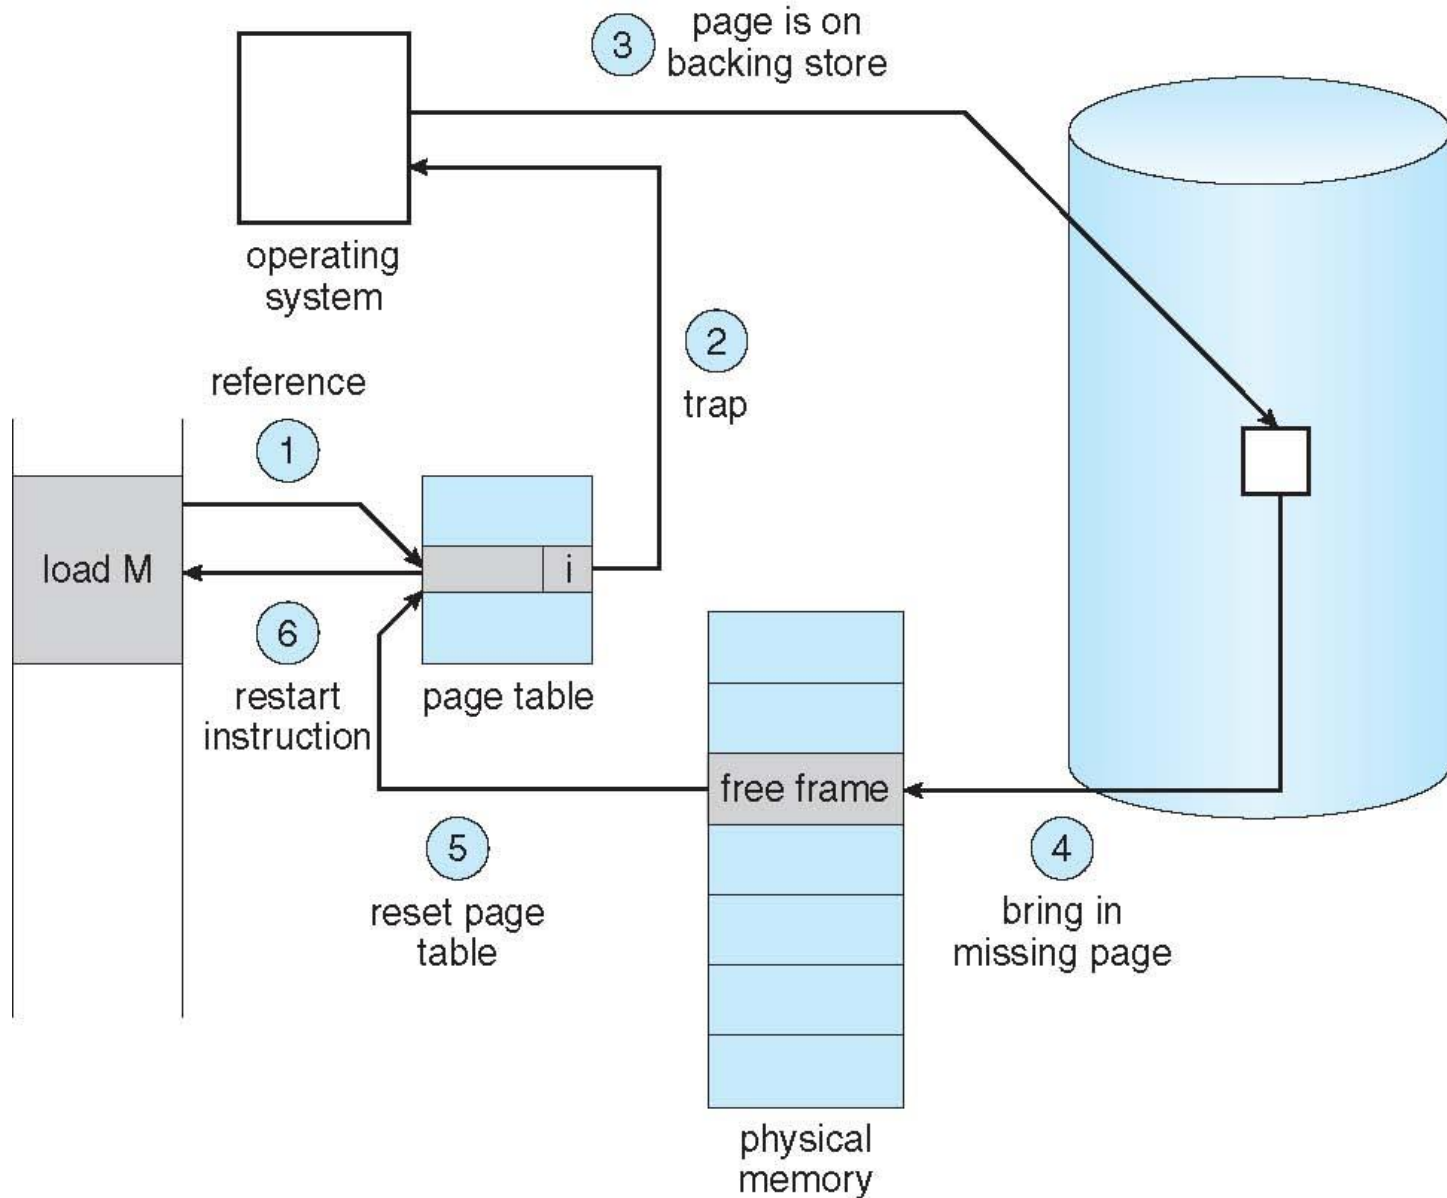 3
page is on
backing store
operating
system
2
trap
reference
1
load M
i
6
restart
instruction
page table
free frame
5
reset page
table
4
bring in
missing page
physical
memory